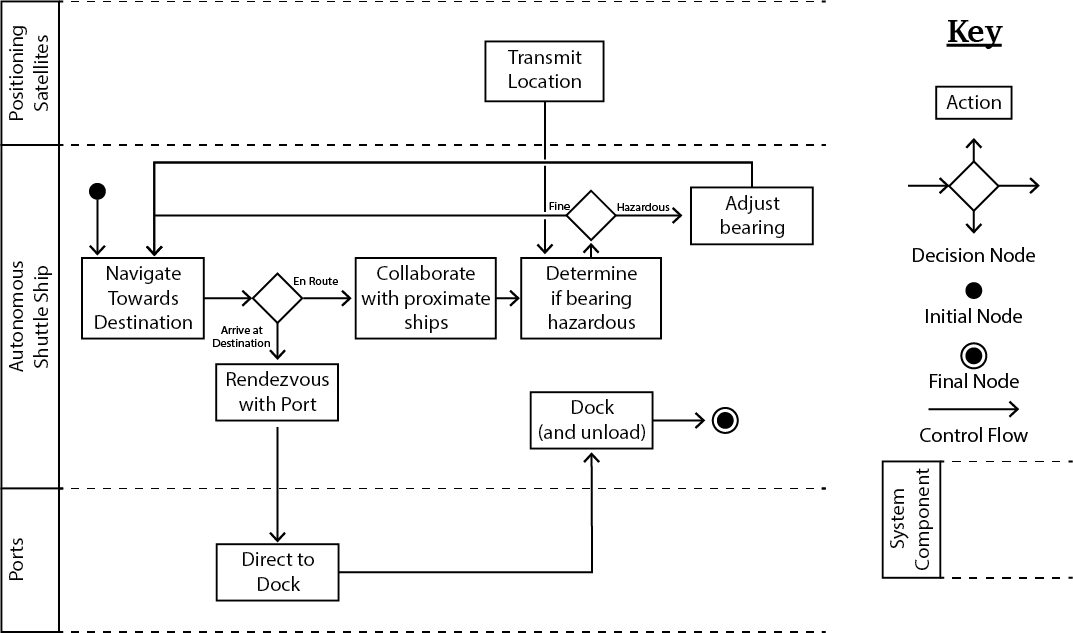 Positioning
Satellites
Transmit
Location
Autonomous
Shuttle Ship
Fine
Hazardous
Adjust
bearing
Navigate
Towards
Destination
En Route
Arrive at
Destination
Collaborate
with proximate
ships
Determine
if bearing
hazardous
Rendezvous
with Port
Dock
(and unload)
Ports
Direct to
Dock
Key
Action
Decision Node
Initial Node
Final Node
Control Flow
System
Component